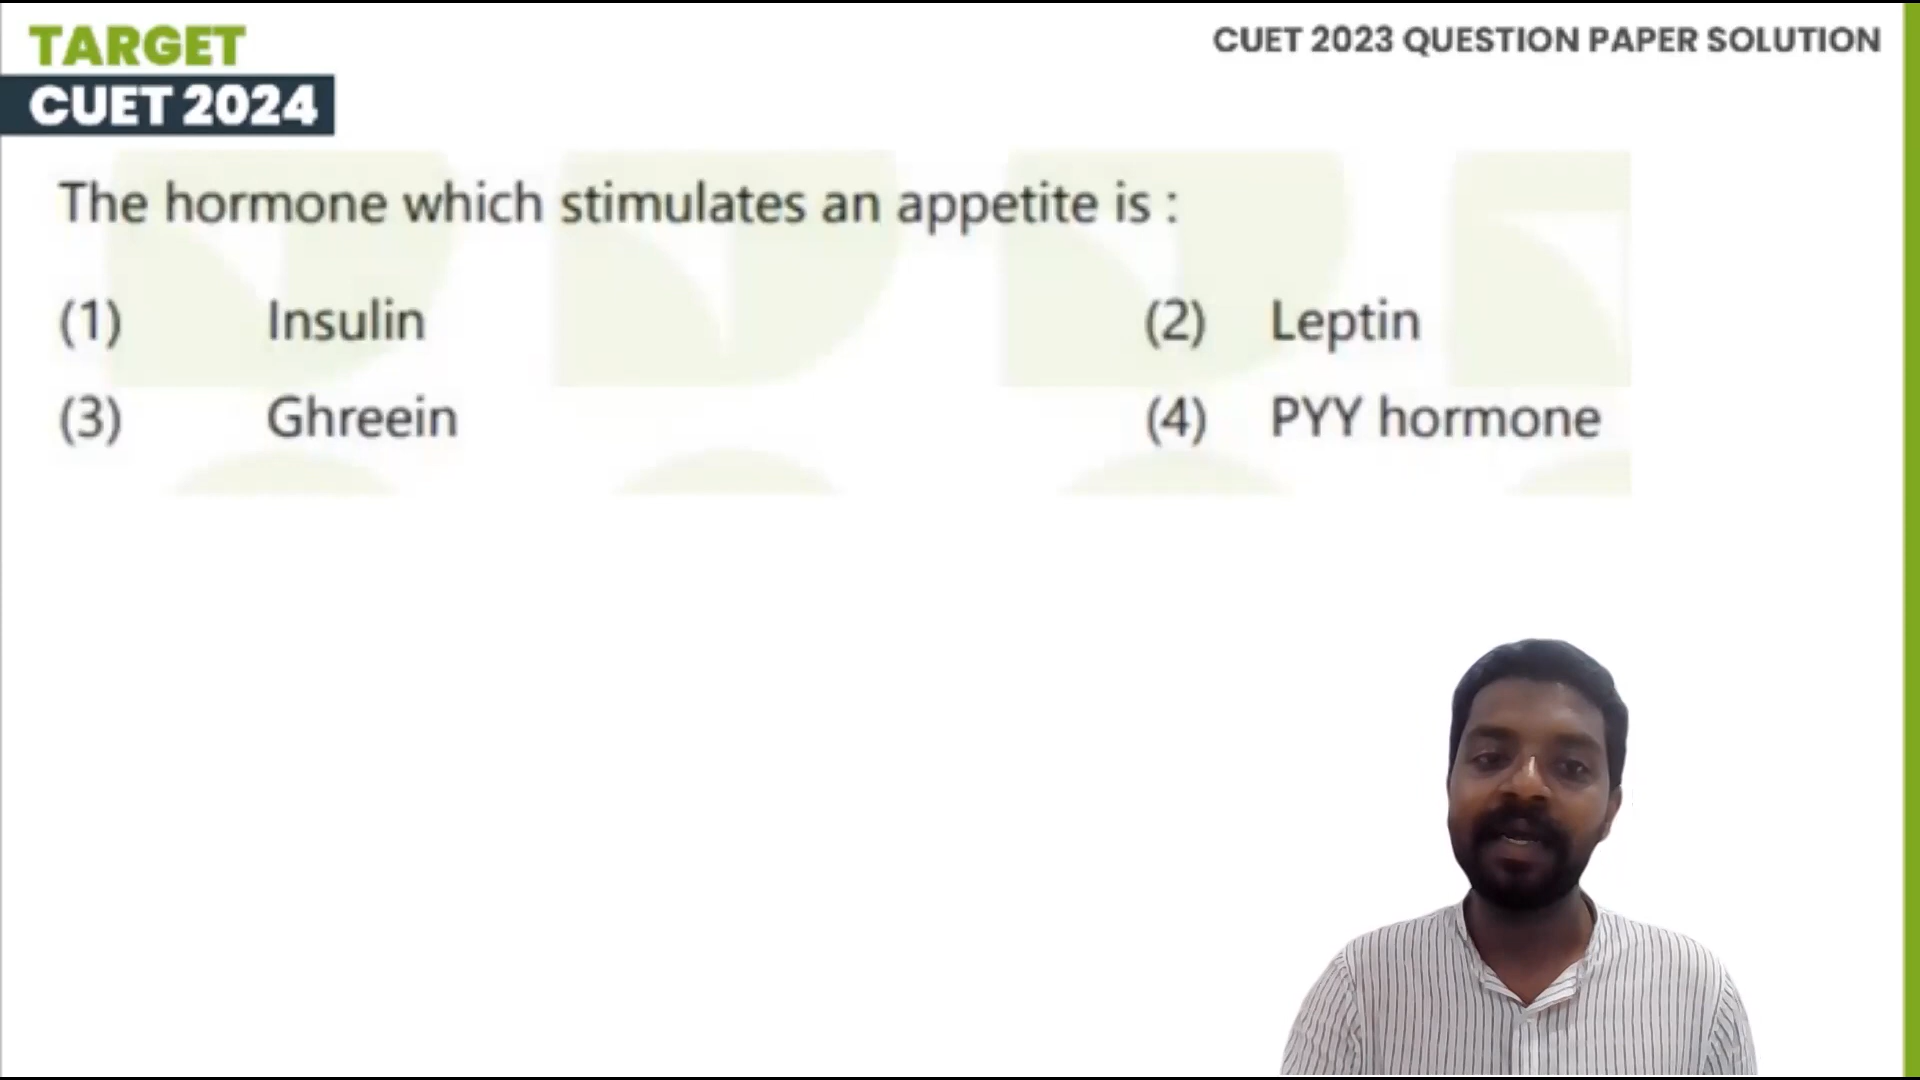 TARGET
CUET 2024
CUET 2023 QUESTION PAPER SOLUTION
The hormone which stimulates an appetite is :
(1) Insulin (2) Leptin
(3) Ghreein (4) PYY hormone